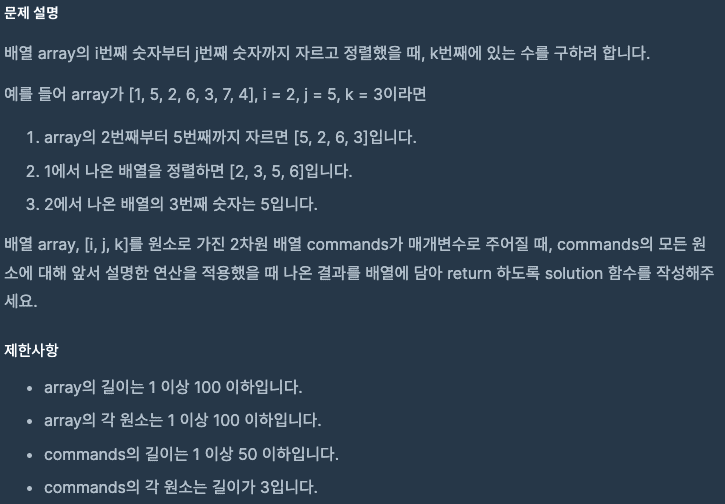 문제 설명
배열 array의 i번째 숫자부터 j번째 숫자까지 자르고 정렬했을 때, k번째에 있는 수를 구하려 합니다.
예를 들어 array가 [1, 5, 2, 6, 3, 7, 4], i = 2, j = 5, k = 3이라면
1. array의 2번째부터 5번째까지 자르면 [5, 2, 6, 3]입니다.
2. 1에서 나온 배열을 정렬하면 [2, 3, 5, 6]입니다.
3. 2에서 나온 배열의 3번째 숫자는 5입니다.
배열 array, [i, j, k]를 원소로 가진 2차원 배열 commands가 매개변수로 주어질 때, commands의 모든 원
소에 대해 앞서 설명한 연산을 적용했을 때 나온 결과를 배열에 담아 return 하도록 solution 함수를 작성해주
세요.
제한사항
• array의 길이는 1 이상 100 이하입니다.
• array의 각 원소는 1 이상 100 이하입니다.
• commands의 길이는 1 이상 50 이하입니다.
• commands의 각 원소는 길이가 3입니다.